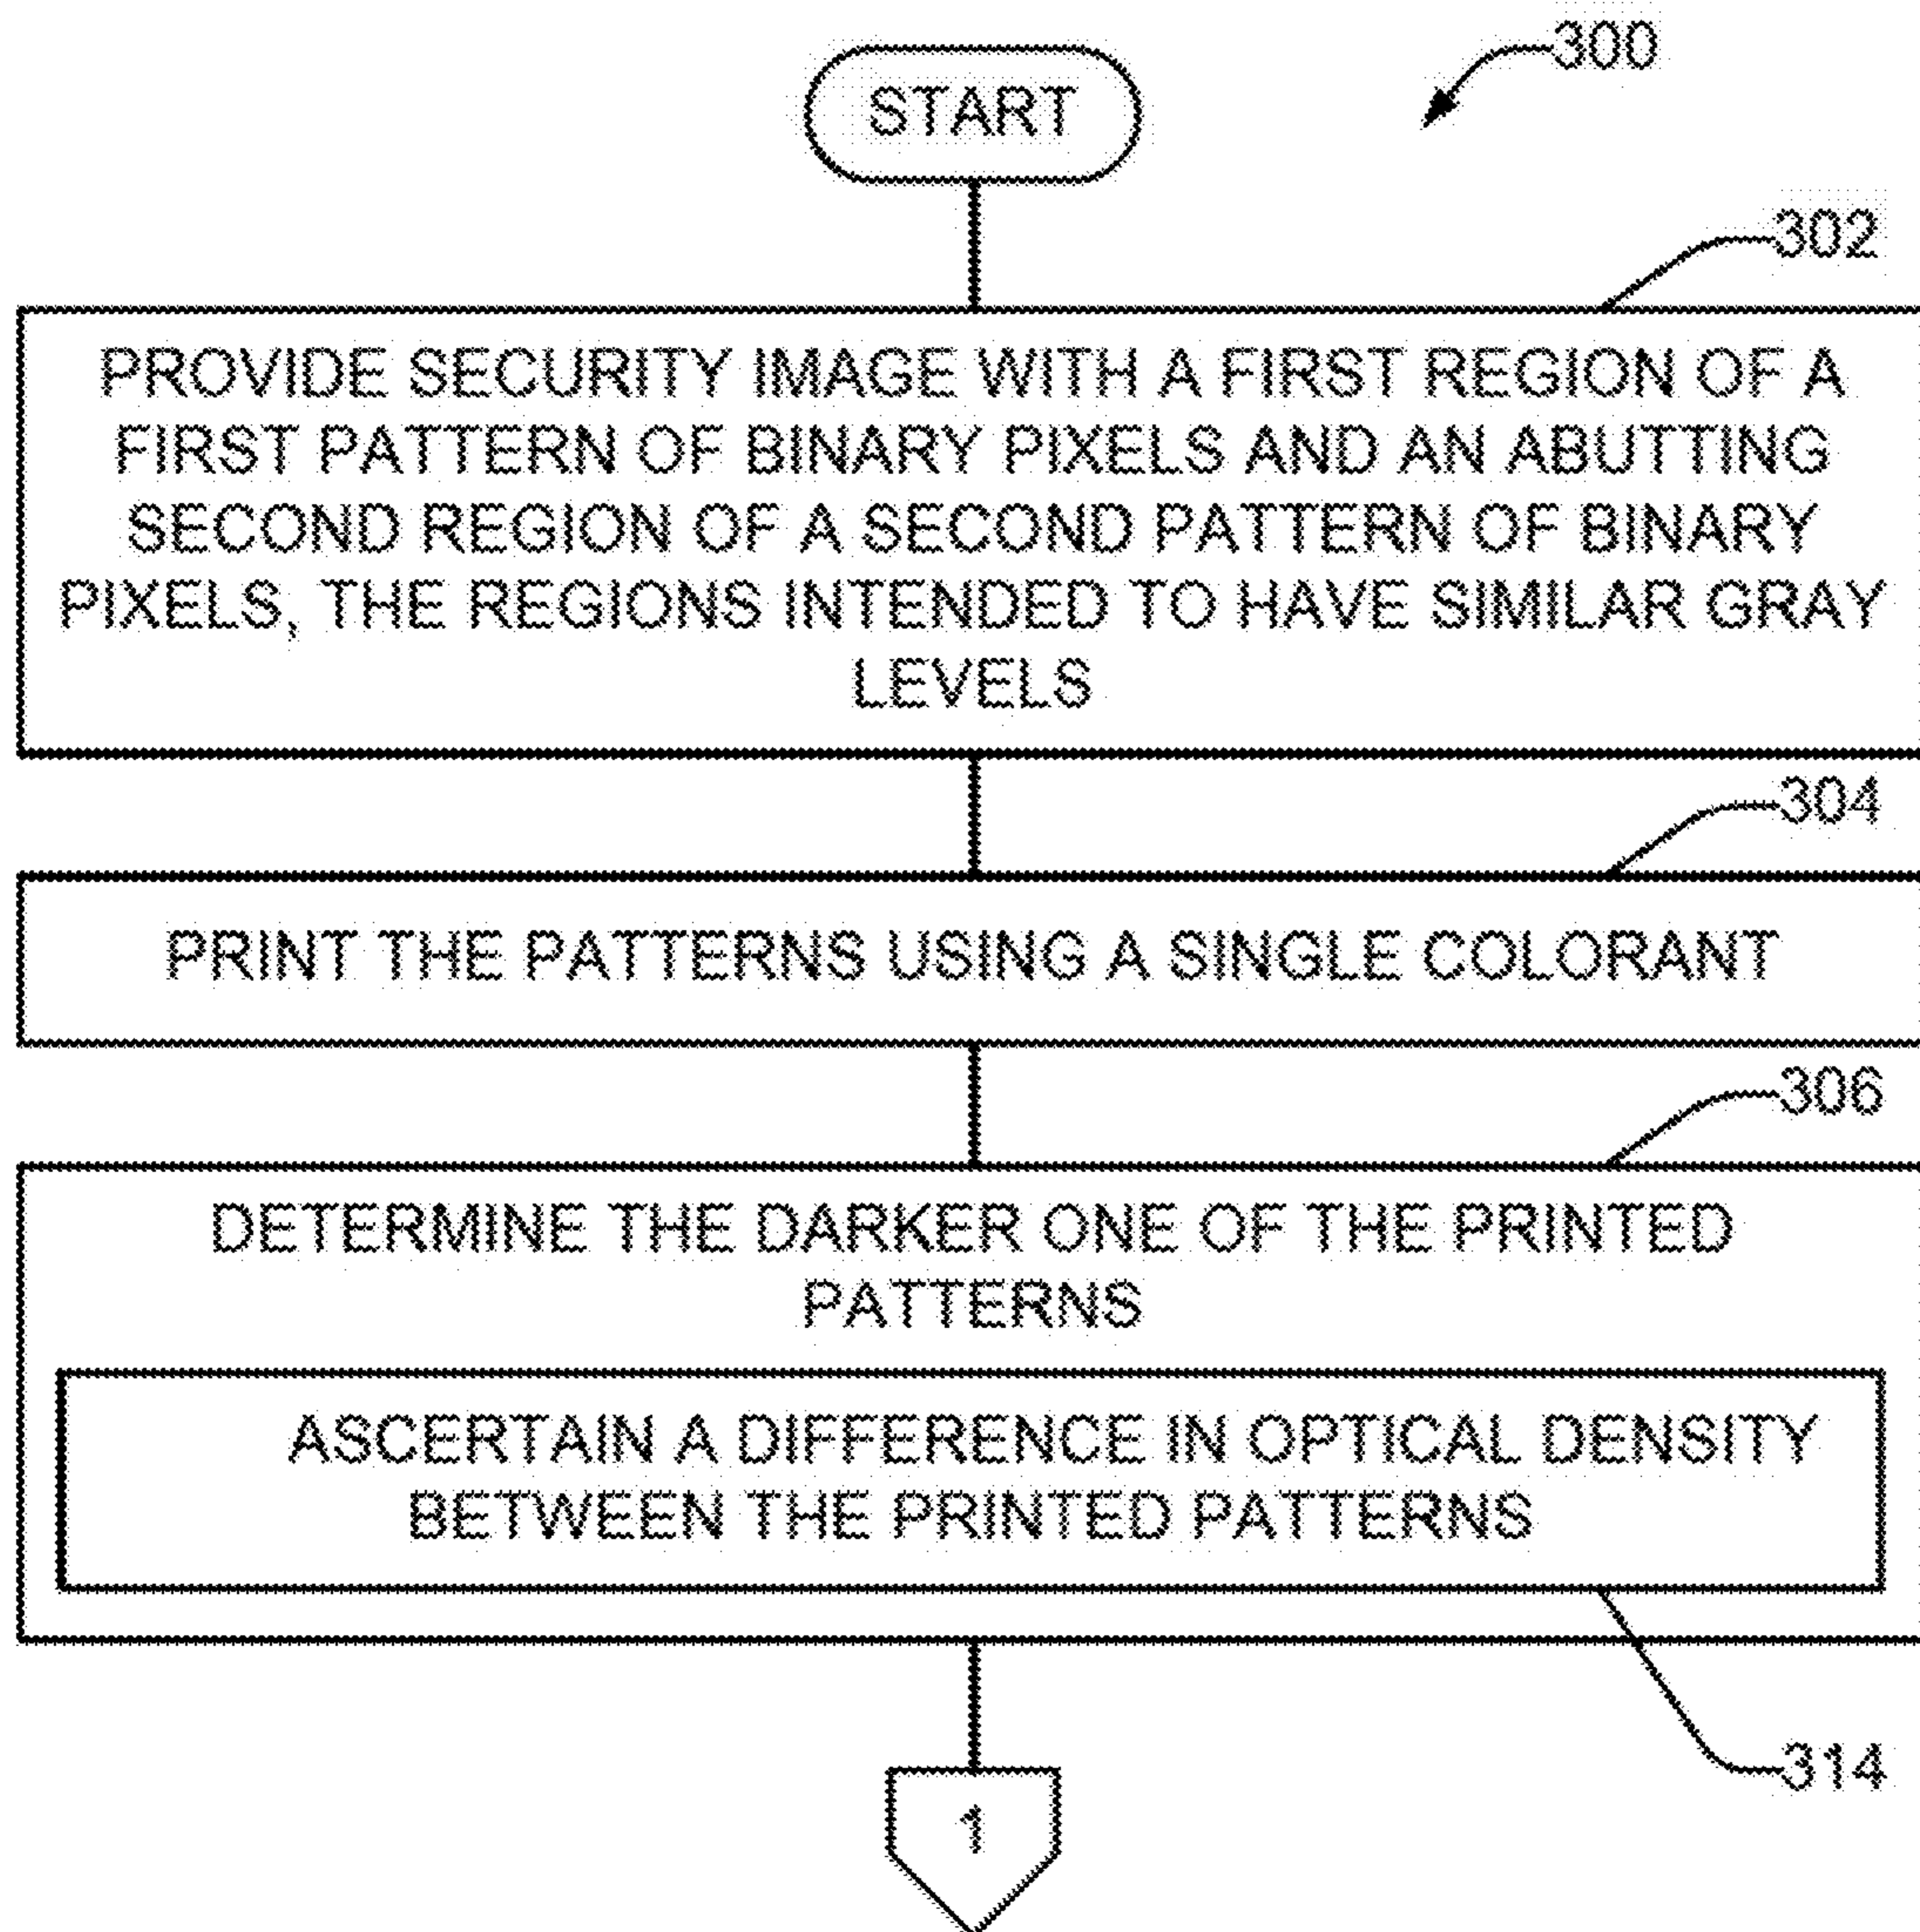 START
300
302
PROVIDE SECURITY IMAGE WITH A FIRST REGION OF A
FIRST PATTERN OF BINARY PIXELS AND AN ABUTTING
SECOND REGION OF A SECOND PATTERN OF BINARY
PIXELS, THE REGIONS INTENDED TO HAVE SIMILAR GRAY
LEVELS
304
PRINT THE PATTERNS USING A SINGLE COLORANT
306
DETERMINE THE DARKER ONE OF THE PRINTED
PATTERNS
ASCERTAIN A DIFFERENCE IN OPTICAL DENSITY
BETWEEN THE PRINTED PATTERNS
314
1